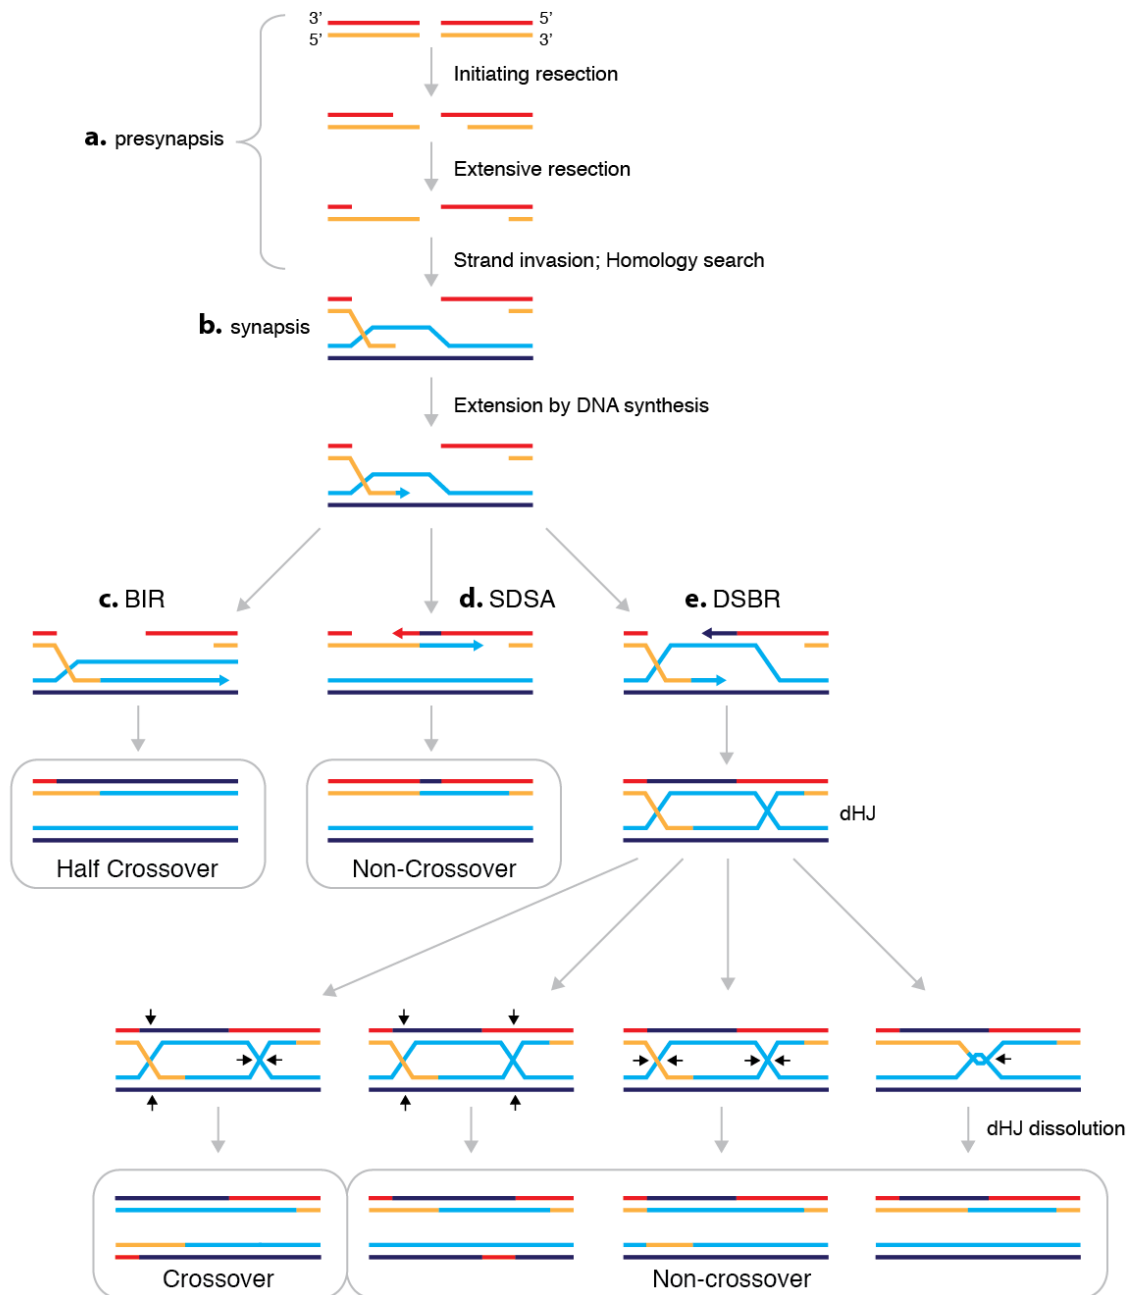 3’ 5’
5’ 3’
Initiating resection
a. presynapsis
Extensive resection
Strand invasion; Homology search
b. synapsis
Extension by DNA synthesis
c. BIR
d. SDSA
e. DSBR
dHJ
Half Crossover
Non-Crossover
dHJ dissolution
Crossover
Non-crossover